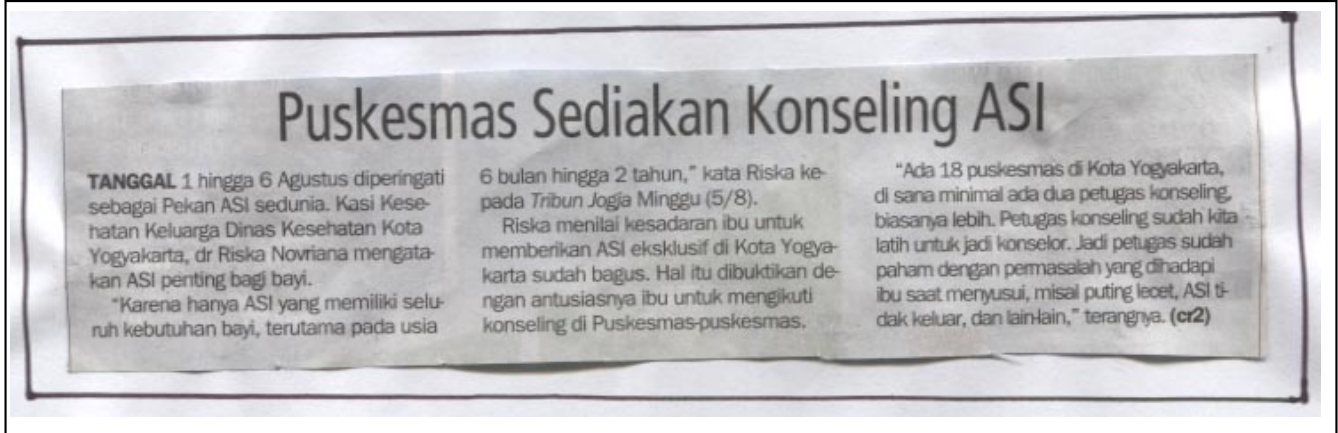 Puskesmas Sediakan Konseling ASI
TANGGAL 1 hingga 6 Agustus diperingati
sebagai Pekan ASI sedunia. Kasi Kese-
hatan Keluarga Dinas Kesehatan Kota
Yogyakarta, dr Riska Novriana mengata-
kan ASI penting bagi bayi.
"Karena hanya ASI yang memiliki selu-
ruh kebutuhan bayi, terutama pada usia
6 bulan hingga 2 tahun," kata Riska ke-
pada Tribun Jogja Minggu (5/8).
Riska menilai kesadaran ibu untuk
memberikan ASI eksklusif di Kota Yogya-
karta sudah bagus. Hal itu dibuktikan de-
ngan antusiasnya ibu untuk mengikuti
konseling di Puskesmas-puskesmas.
"Ada 18 puskesmas di Kota Yogyakarta,
di sana minimal ada dua petugas konseling,
biasanya lebih. Petugas konseling sudah kita
latih untuk jadi konselor. Jadi petugas sudah
paham dengan permasalah yang dihadapi
ibu saat menyusui, misal puting lecet, ASI ti-
dak keluar, dan lain-lain," terangnya. (cr2)